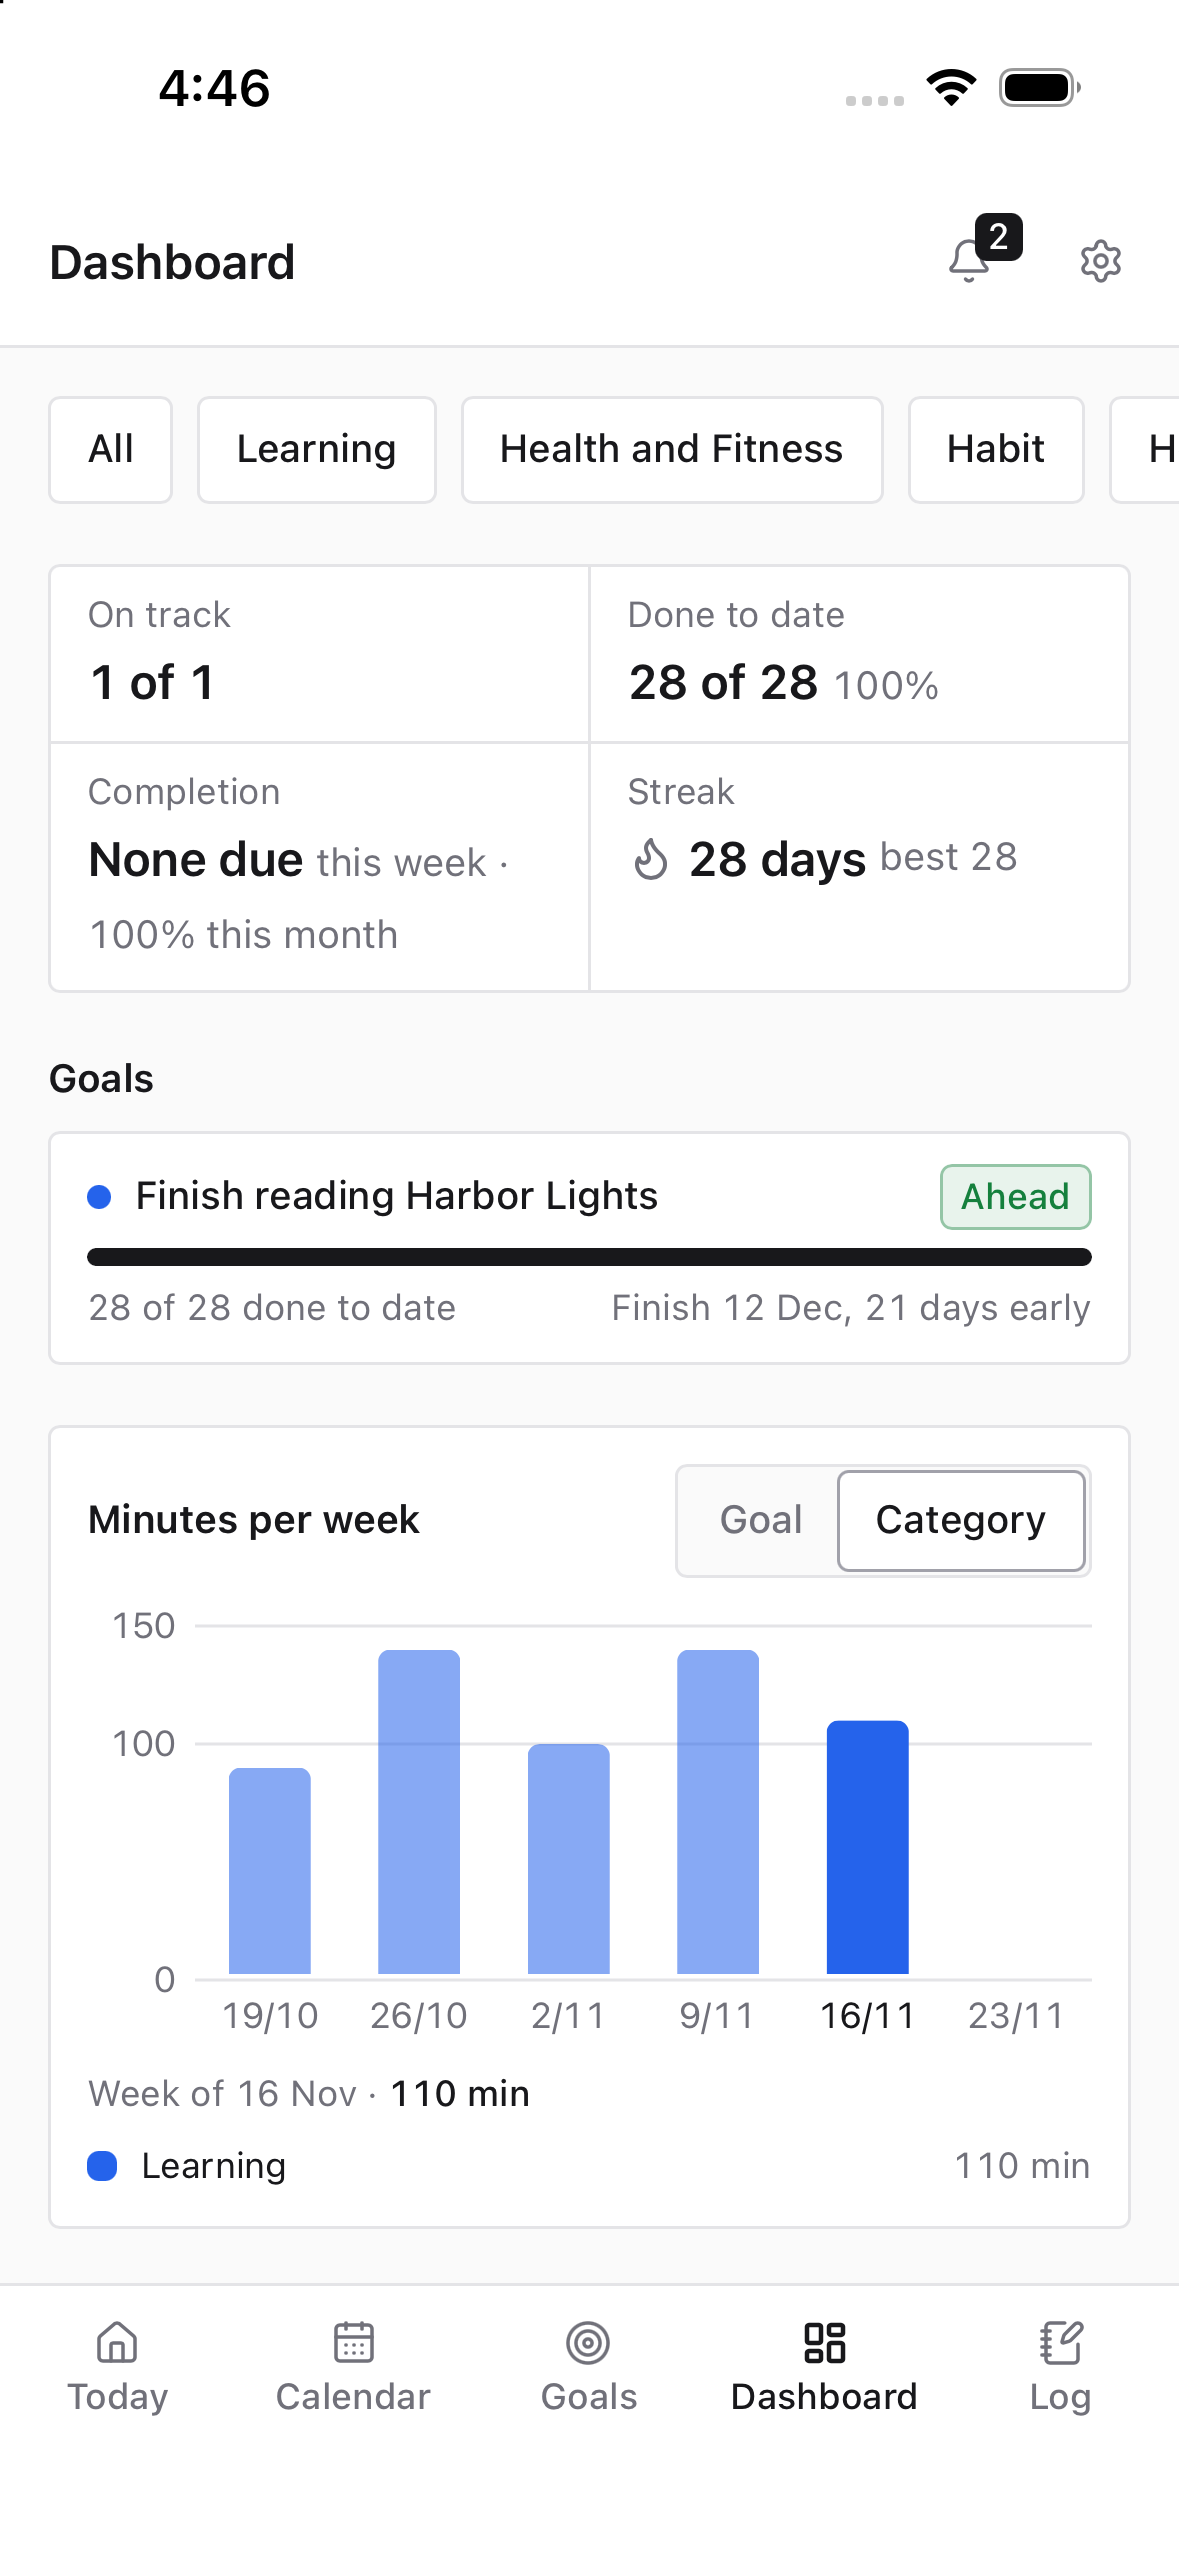 4:46
Dashboard
2
All
Learning
Health and Fitness
Habit
H
On track
1 of 1
Done to date
28 of 28 100%
Completion
None due this week ·
100% this month
Streak
28 days best 28
Goals
Finish reading Harbor Lights
Ahead
28 of 28 done to date
Finish 12 Dec, 21 days early
Minutes per week
Goal
Category
150
100
0
19/10 26/10 2/11 9/11 16/11 23/11
Week of 16 Nov · 110 min
Learning
110 min
Today
Calendar
Goals
Dashboard
Log